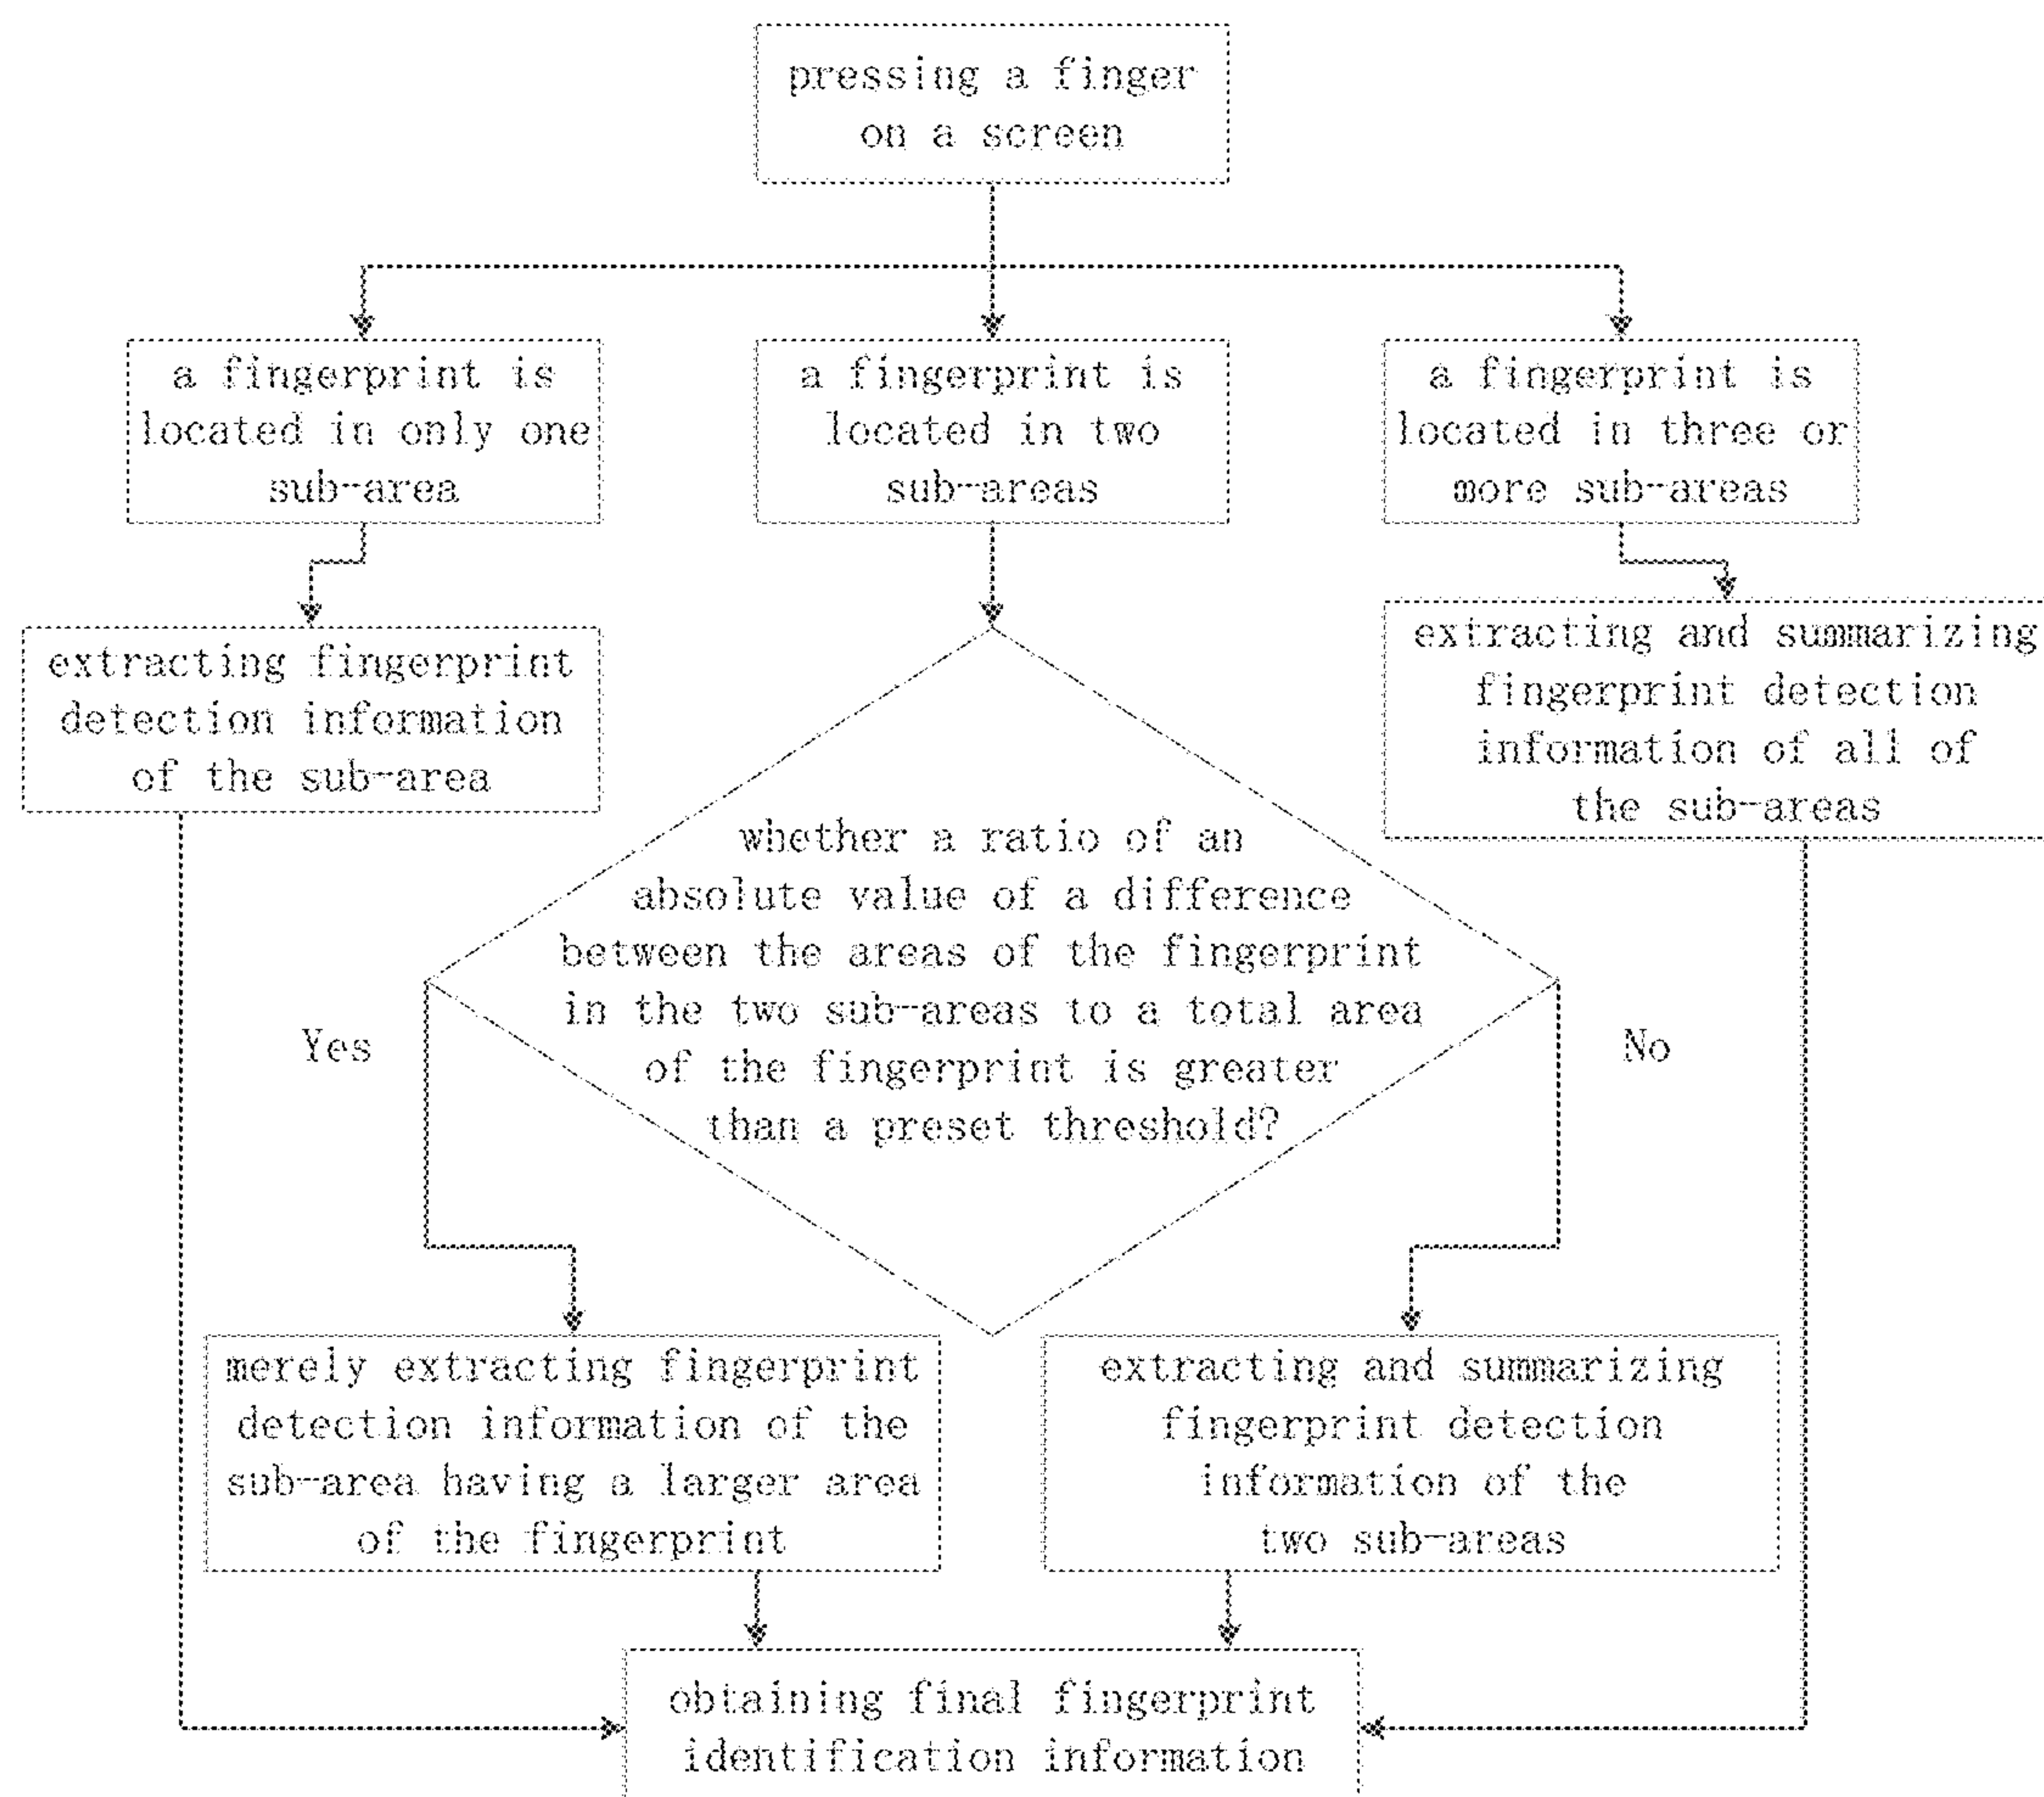 pressing a finger
on a screen
a fingerprint is
located in only one
sub-area
a fingerprint is
located in two
sub-areas
a fingerprint is
located in three or
more sub-areas
extracting fingerprint
detection information
of the sub-area
extracting and summarizing
fingerprint detection
information of all of
the sub-areas
whether a ratio of an
absolute value of a difference
between the areas of the fingerprint
in the two sub-areas to a total area
of the fingerprint is greater
than a preset threshold?
Yes
No
merely extracting fingerprint
detection information of the
sub-area having a larger area
of the fingerprint
extracting and summarizing
fingerprint detection
information of the
two sub-areas
obtaining final fingerprint
identification information